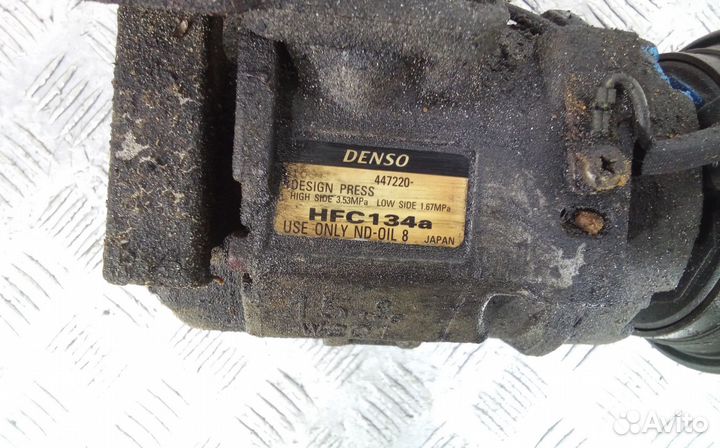 DENSO
447220-
DESIGN PRESS
HIGH SIDE 3.53MPa LOW SIDE 1.67MPa
HFC134a
USE ONLY ND-OIL 8 JAPAN
Avito